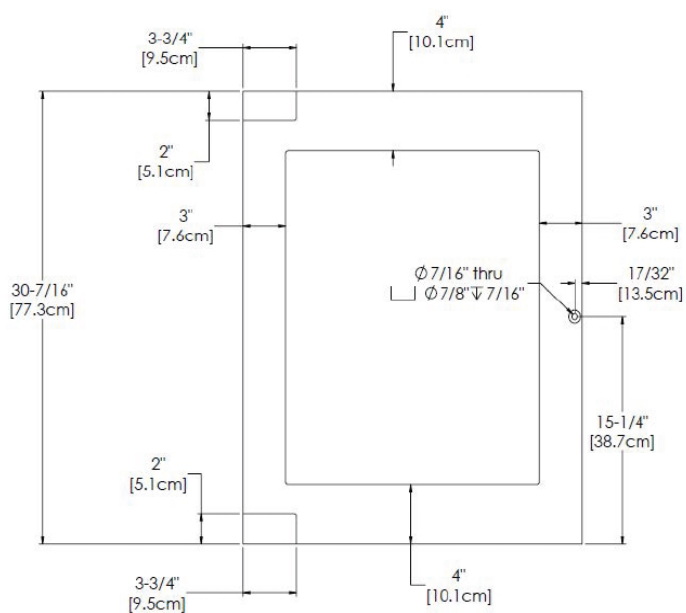 4"
[10.1cm]
3-3/4"
[9.5cm]
2"
[5.1cm]
3"
[7.6cm]
3"
[7.6cm]
30-7/16"
[77.3cm]
Ø 7/16" thru
⌴ Ø 7/8" ↧ 7/16"
17/32"
[13.5cm]
15-1/4"
[38.7cm]
2"
[5.1cm]
3-3/4"
[9.5cm]
4"
[10.1cm]